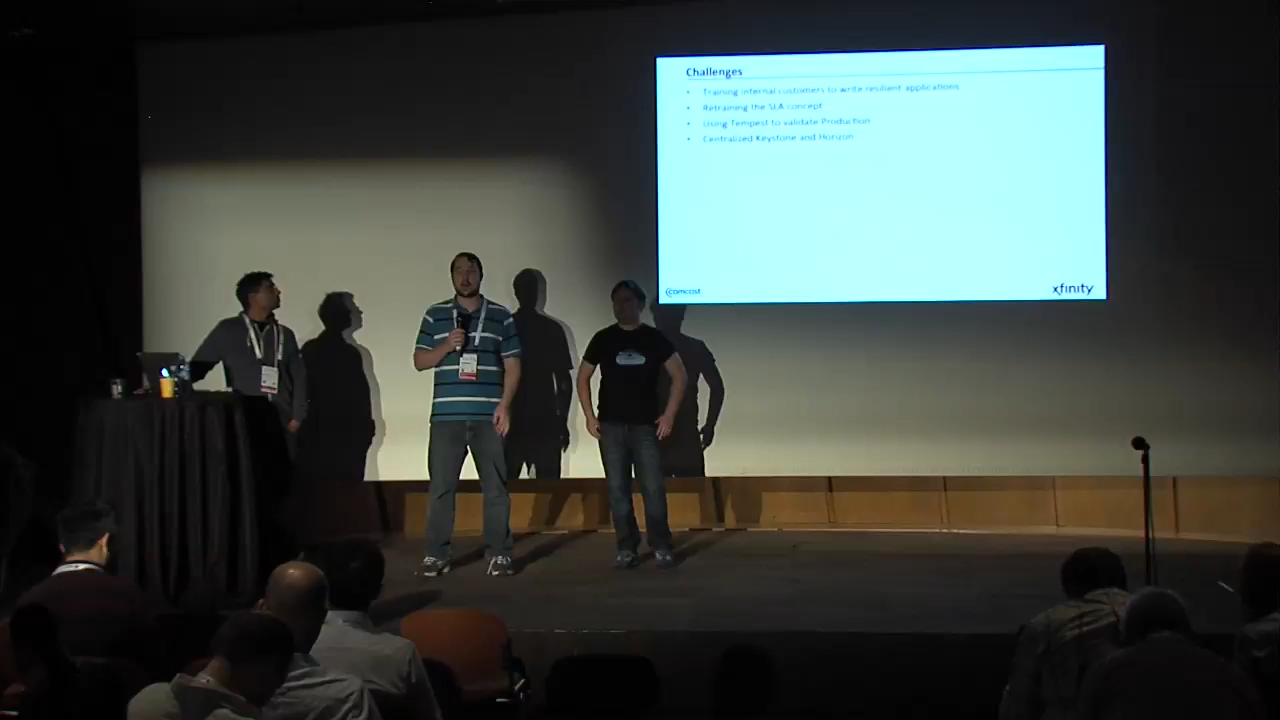 Challenges
• Training internal customers to write resilient applications
• Retraining the SLA concept
• Using Tempest to validate Production
• Centralized Keystone and Horizon
comcast
xfinity